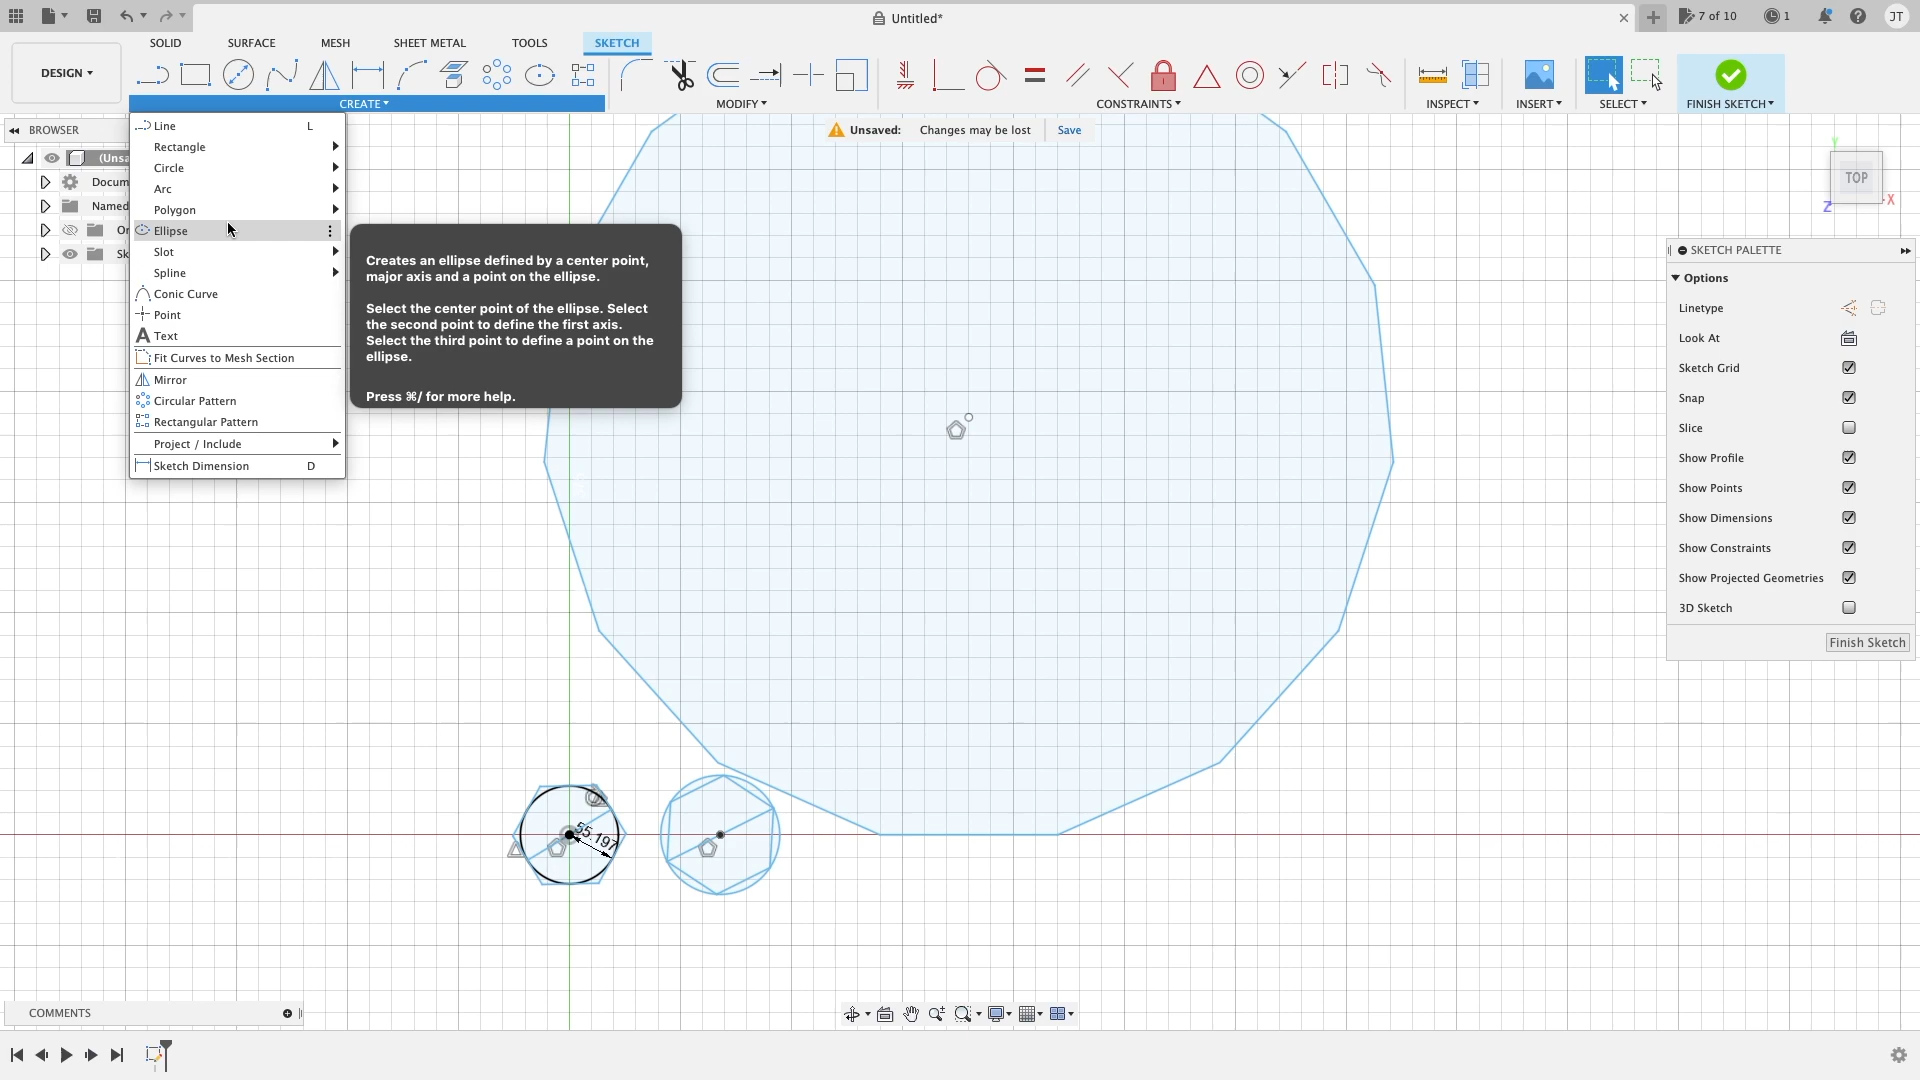 Untitled*
7 of 10
1
JT
DESIGN
SOLID
SURFACE
MESH
SHEET METAL
TOOLS
SKETCH
CREATE
MODIFY
CONSTRAINTS
INSPECT
INSERT
SELECT
FINISH SKETCH
BROWSER
(Unsa
Docum
Named
Or
Sk
Line L
Rectangle
Circle
Arc
Polygon
Ellipse
Slot
Spline
Conic Curve
Point
Text
Fit Curves to Mesh Section
Mirror
Circular Pattern
Rectangular Pattern
Project / Include
Sketch Dimension D
Creates an ellipse defined by a center point,
major axis and a point on the ellipse.
Select the center point of the ellipse. Select
the second point to define the first axis.
Select the third point to define a point on the
ellipse.
Press ⌘/ for more help.
Unsaved: Changes may be lost Save
Y
TOP
X
Z
SKETCH PALETTE
Options
Linetype
Look At
Sketch Grid
Snap
Slice
Show Profile
Show Points
Show Dimensions
Show Constraints
Show Projected Geometries
3D Sketch
Finish Sketch
55.197
COMMENTS